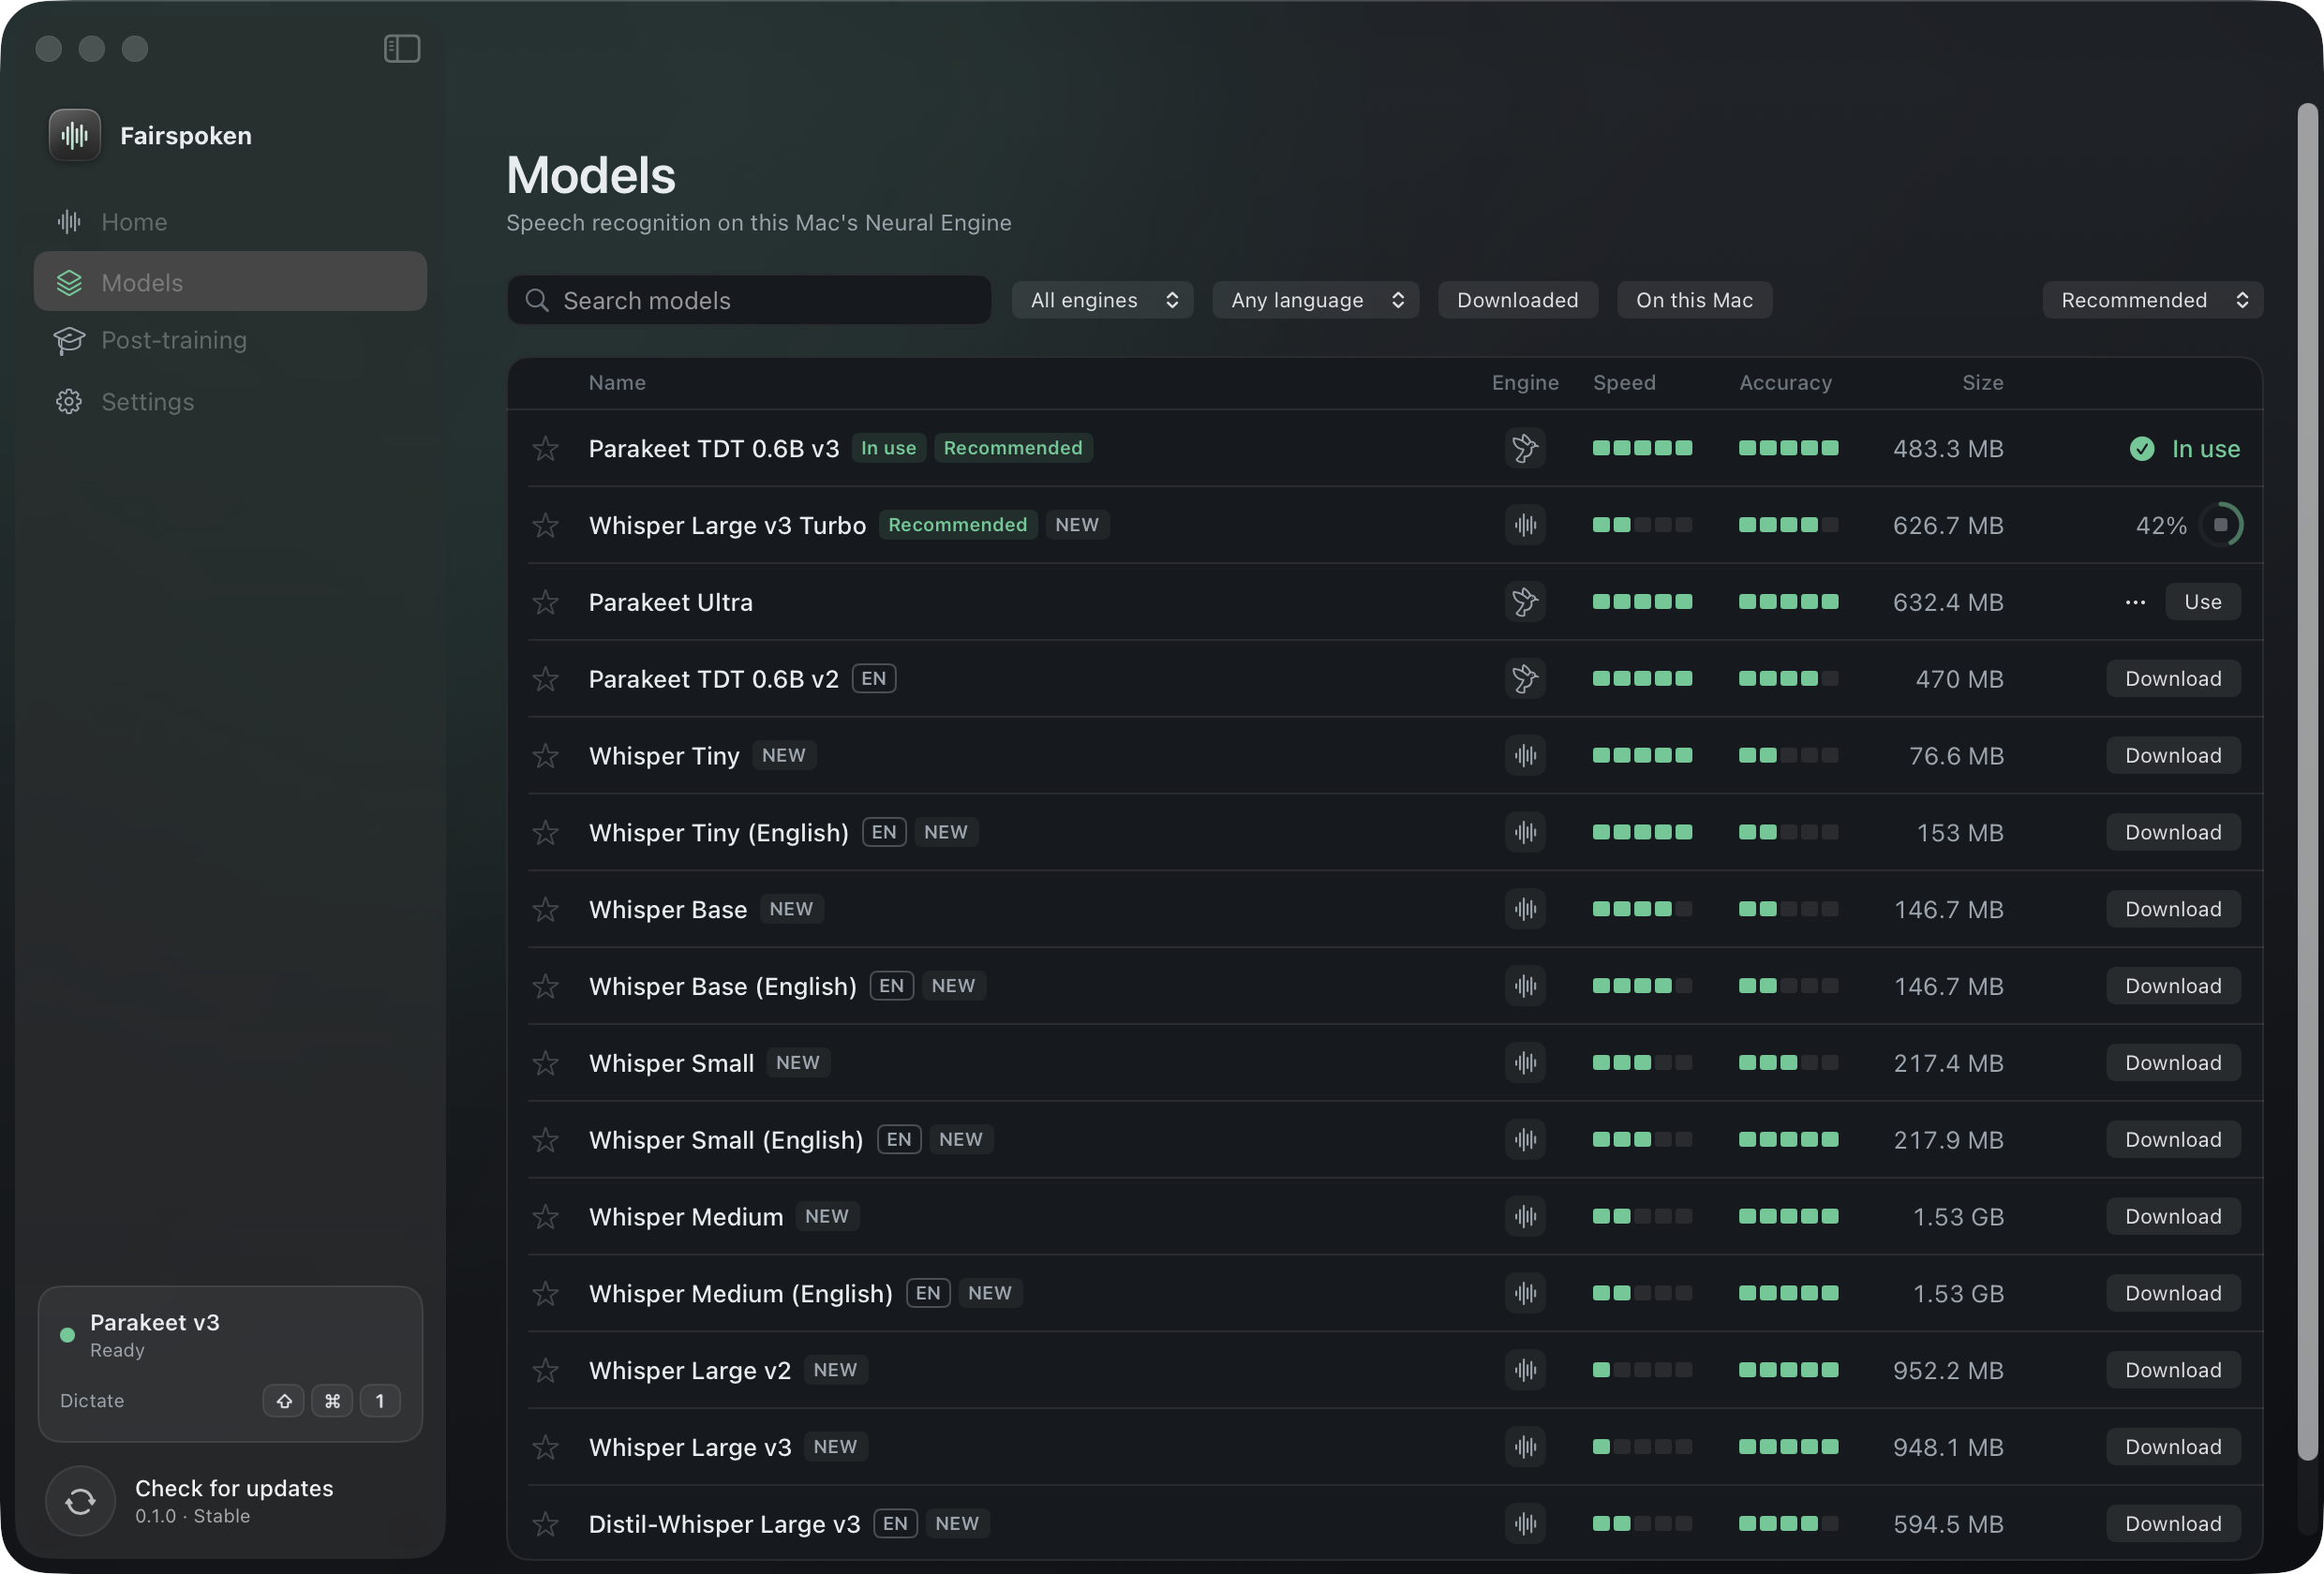 Fairspoken
Home
Models
Post-training
Settings
Parakeet v3
Ready
Dictate ⇧ ⌘ 1
Check for updates
0.1.0 · Stable
Models
Speech recognition on this Mac's Neural Engine
Search models All engines Any language Downloaded On this Mac Recommended
Name Engine Speed Accuracy Size
Parakeet TDT 0.6B v3 In use Recommended 483.3 MB In use
Whisper Large v3 Turbo Recommended NEW 626.7 MB 42%
Parakeet Ultra 632.4 MB ... Use
Parakeet TDT 0.6B v2 EN 470 MB Download
Whisper Tiny NEW 76.6 MB Download
Whisper Tiny (English) EN NEW 153 MB Download
Whisper Base NEW 146.7 MB Download
Whisper Base (English) EN NEW 146.7 MB Download
Whisper Small NEW 217.4 MB Download
Whisper Small (English) EN NEW 217.9 MB Download
Whisper Medium NEW 1.53 GB Download
Whisper Medium (English) EN NEW 1.53 GB Download
Whisper Large v2 NEW 952.2 MB Download
Whisper Large v3 NEW 948.1 MB Download
Distil-Whisper Large v3 EN NEW 594.5 MB Download